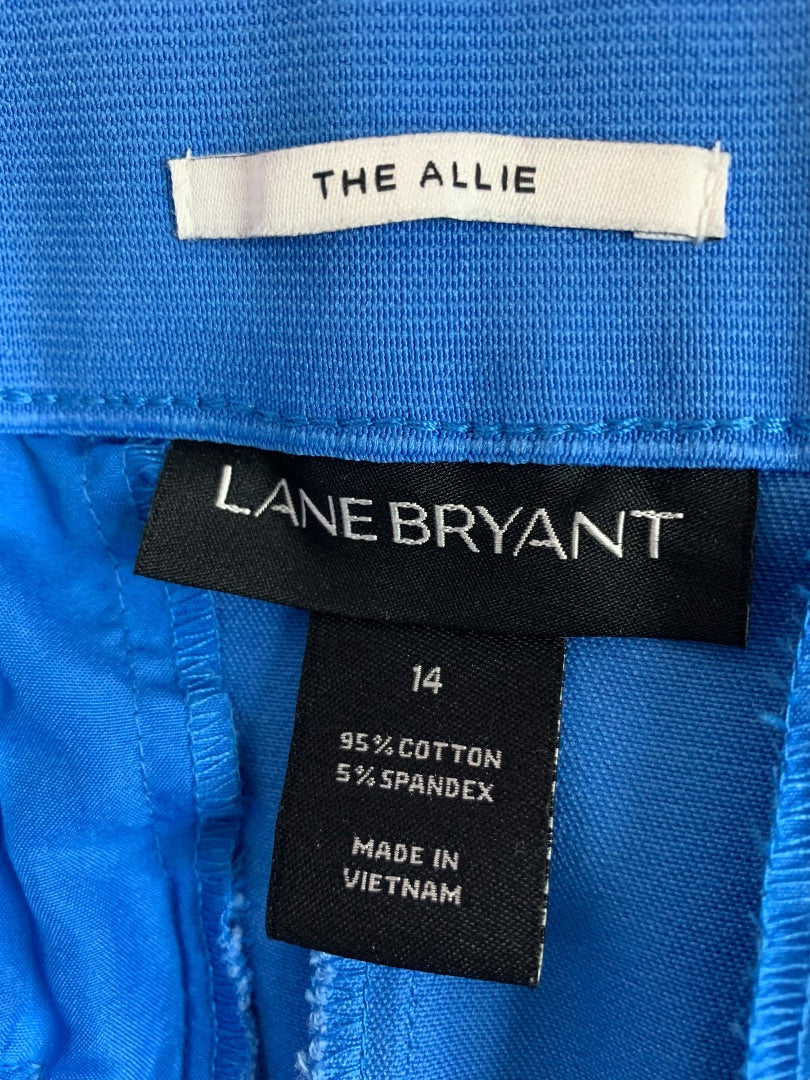 THE ALLIE
LANE BRYANT
14
95% COTTON
5% SPANDEX
MADE IN
VIETNAM